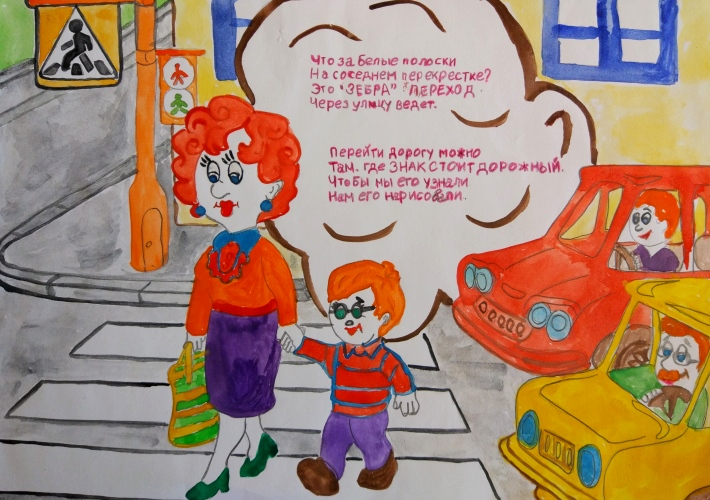 Что за белые полоски
На соседнем перекрестке?
Это "ЗЕБРА" - ПЕРЕХОД.
Через улицу ведет.
Перейти дорогу можно
Там, где ЗНАК СТОИТ ДОРОЖНЫЙ.
Чтобы мы его узнали
Нам его нарисовали.